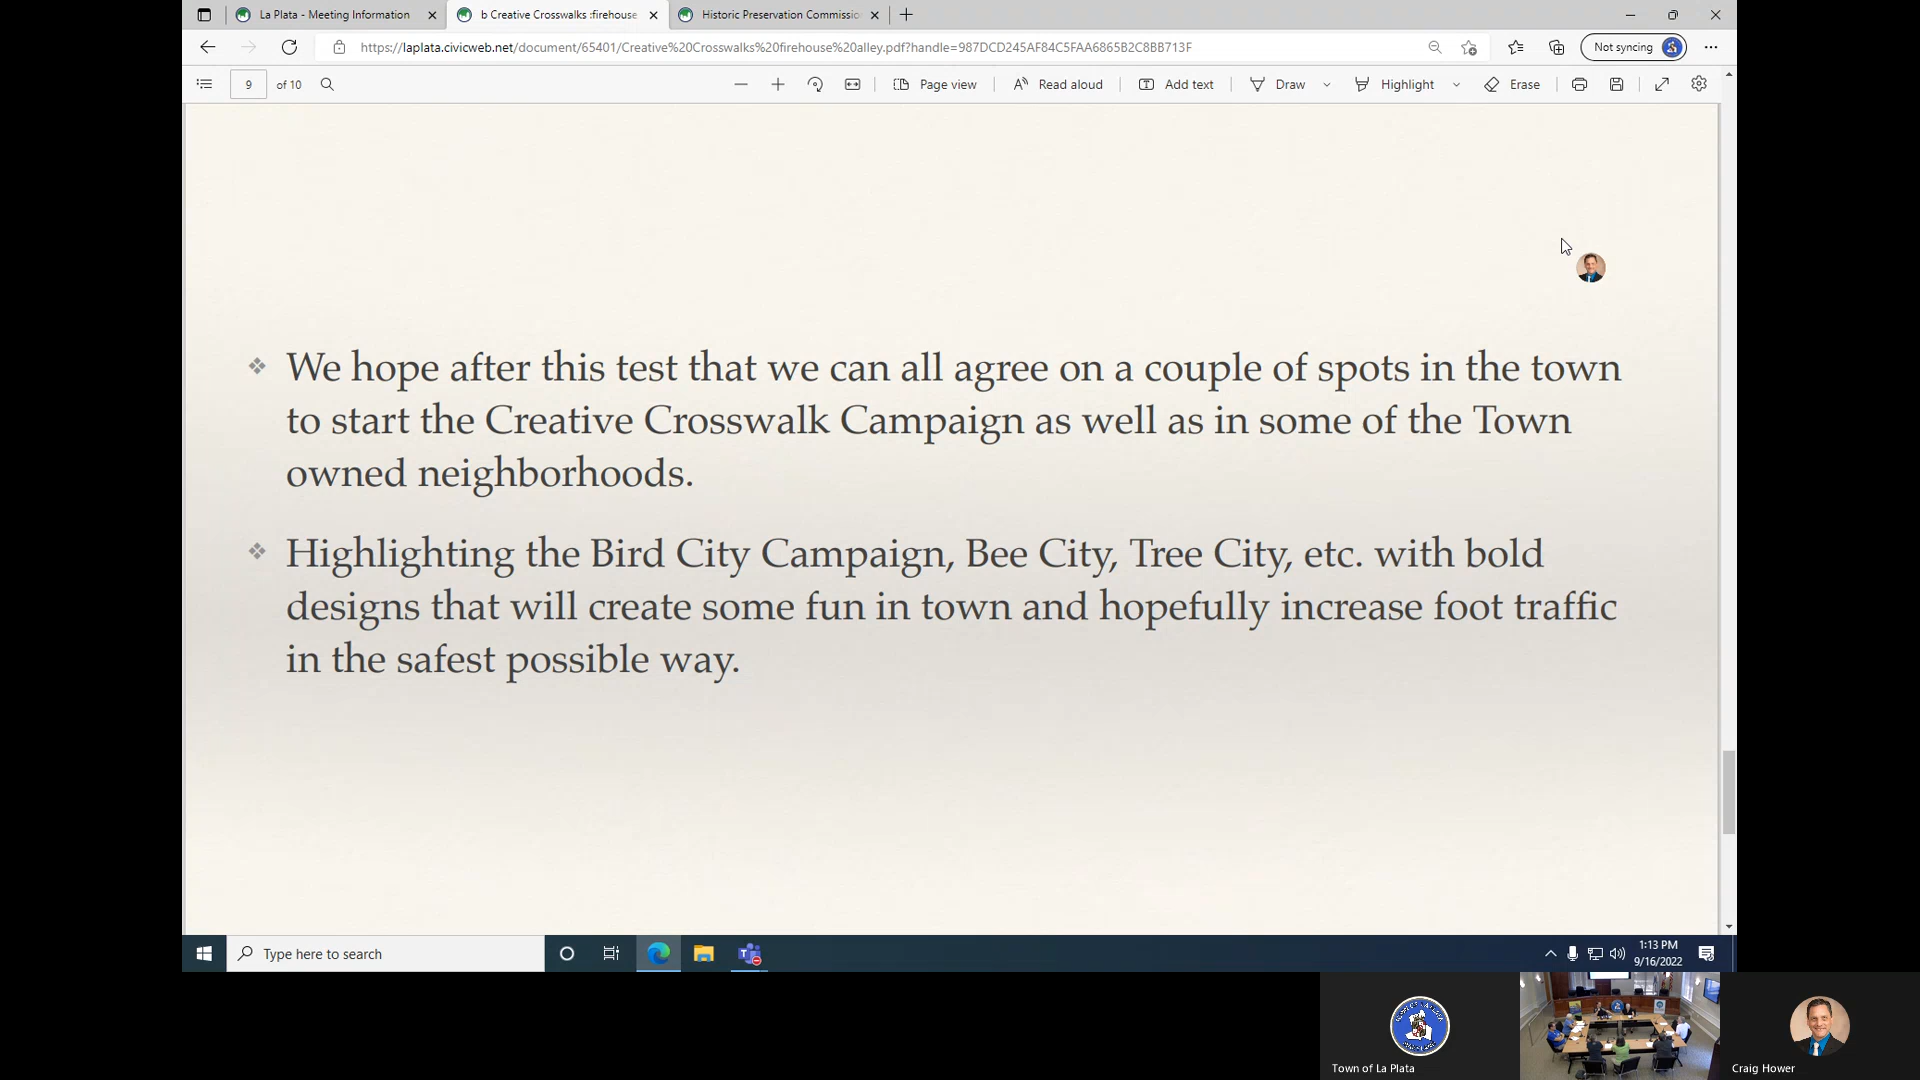 La Plata - Meeting Information
b Creative Crosswalks :firehouse
Historic Preservation Commissio
https://laplata.civicweb.net/document/65401/Creative%20Crosswalks%20firehouse%20alley.pdf?handle=987DCD245AF84C5FAA6865B2C8BB713F
Not syncing
9 of 10
Page view
Read aloud
Add text
Draw
Highlight
Erase
We hope after this test that we can all agree on a couple of spots in the town
to start the Creative Crosswalk Campaign as well as in some of the Town
owned neighborhoods.
Highlighting the Bird City Campaign, Bee City, Tree City, etc. with bold
designs that will create some fun in town and hopefully increase foot traffic
in the safest possible way.
Type here to search
1:13 PM
9/16/2022
Town of La Plata
Craig Hower